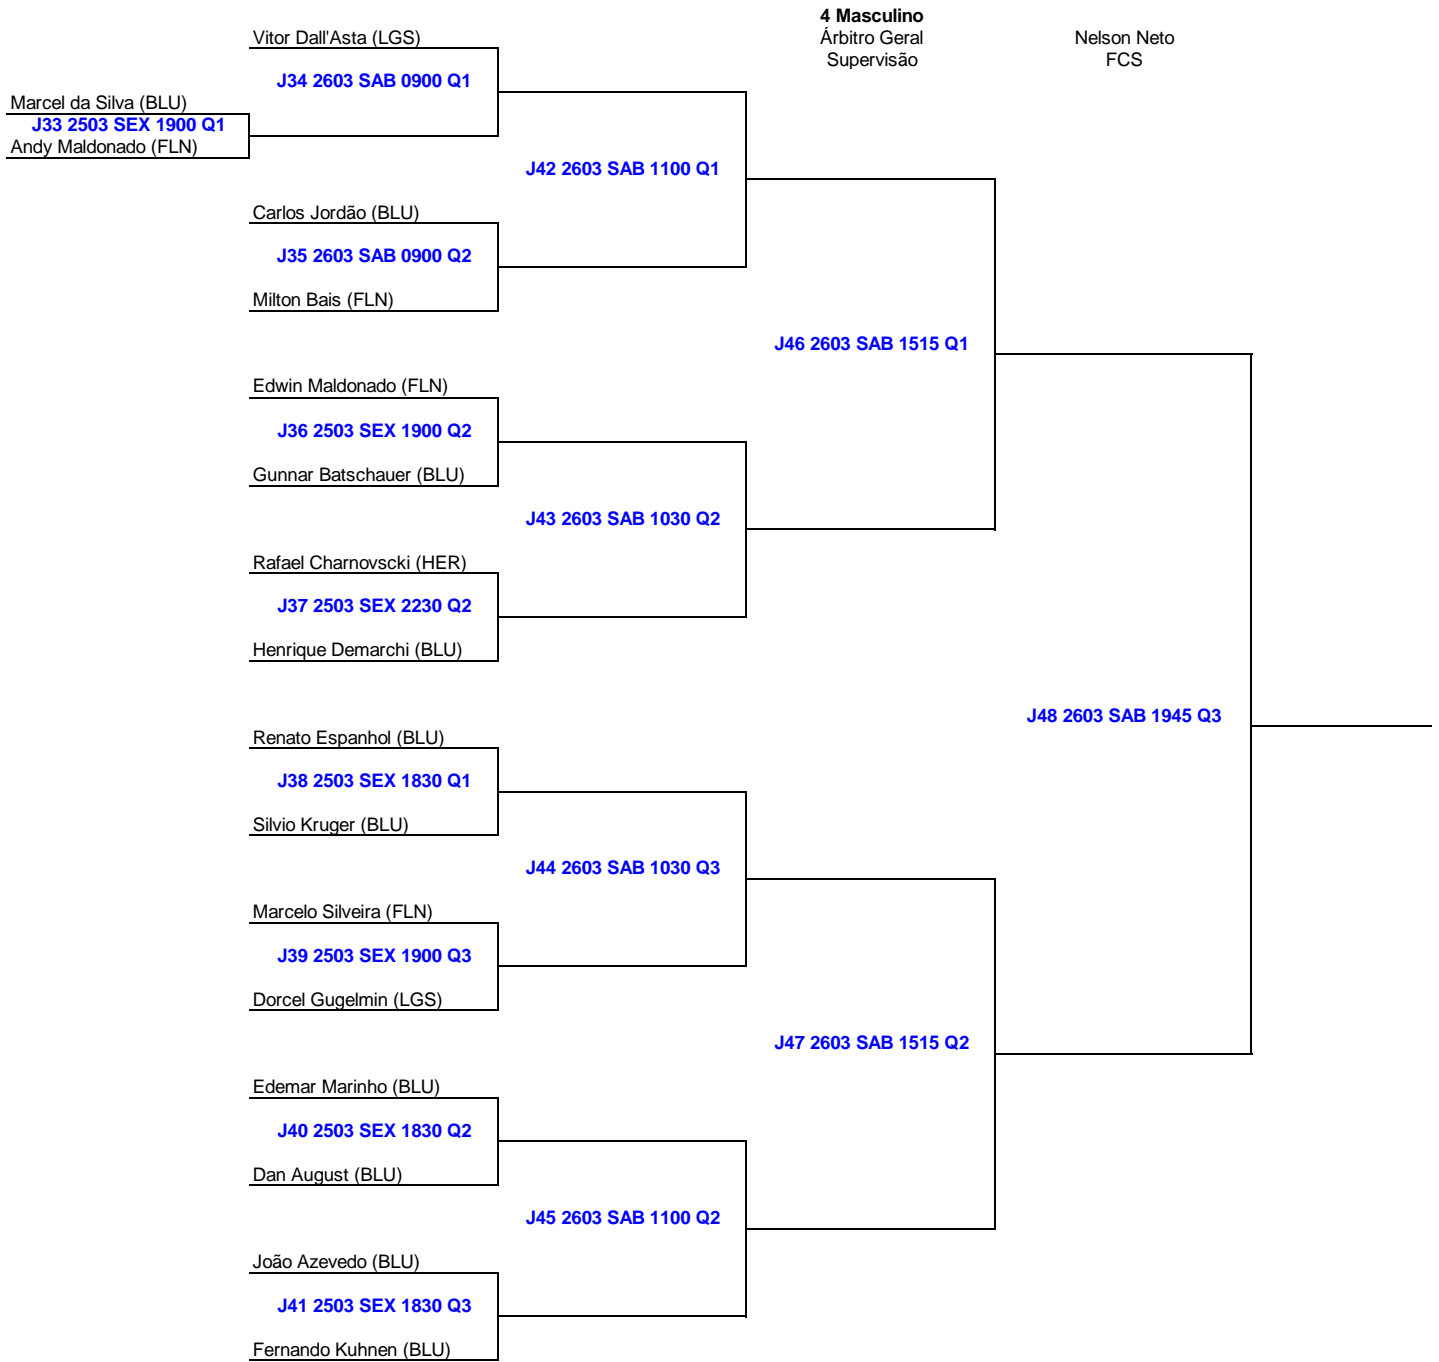 4 Masculino
Vitor Dall'Asta (LGS)
Árbitro Geral
Nelson Neto
Supervisão
FCS
J34 2603 SAB 0900 Q1
Marcel da Silva (BLU)
J33 2503 SEX 1900 Q1
Andy Maldonado (FLN)
J42 2603 SAB 1100 Q1
Carlos Jordão (BLU)
J35 2603 SAB 0900 Q2
Milton Bais (FLN)
J46 2603 SAB 1515 Q1
Edwin Maldonado (FLN)
J36 2503 SEX 1900 Q2
Gunnar Batschauer (BLU)
J43 2603 SAB 1030 Q2
Rafael Charnovscki (HER)
J37 2503 SEX 2230 Q2
Henrique Demarchi (BLU)
J48 2603 SAB 1945 Q3
Renato Espanhol (BLU)
J38 2503 SEX 1830 Q1
Silvio Kruger (BLU)
J44 2603 SAB 1030 Q3
Marcelo Silveira (FLN)
J39 2503 SEX 1900 Q3
Dorcel Gugelmin (LGS)
J47 2603 SAB 1515 Q2
Edemar Marinho (BLU)
J40 2503 SEX 1830 Q2
Dan August (BLU)
J45 2603 SAB 1100 Q2
João Azevedo (BLU)
J41 2503 SEX 1830 Q3
Fernando Kuhnen (BLU)